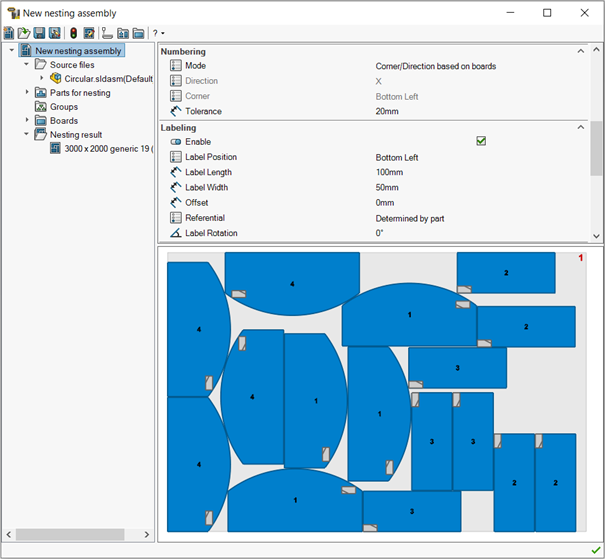 New nesting assembly
?
New nesting assembly
Source files
Circular.sldasm(Default
Parts for nesting
Groups
Boards
Nesting result
3000 x 2000 generic 19 (
Numbering
Mode Corner/Direction based on boards
Direction X
Corner Bottom Left
Tolerance 20mm
Labeling
Enable
Label Position Bottom Left
Label Length 100mm
Label Width 50mm
Offset 0mm
Referential Determined by part
Label Rotation 0°
1
4
2
4
1
2
3
4
1
1
3
3
4
2
2
1
3